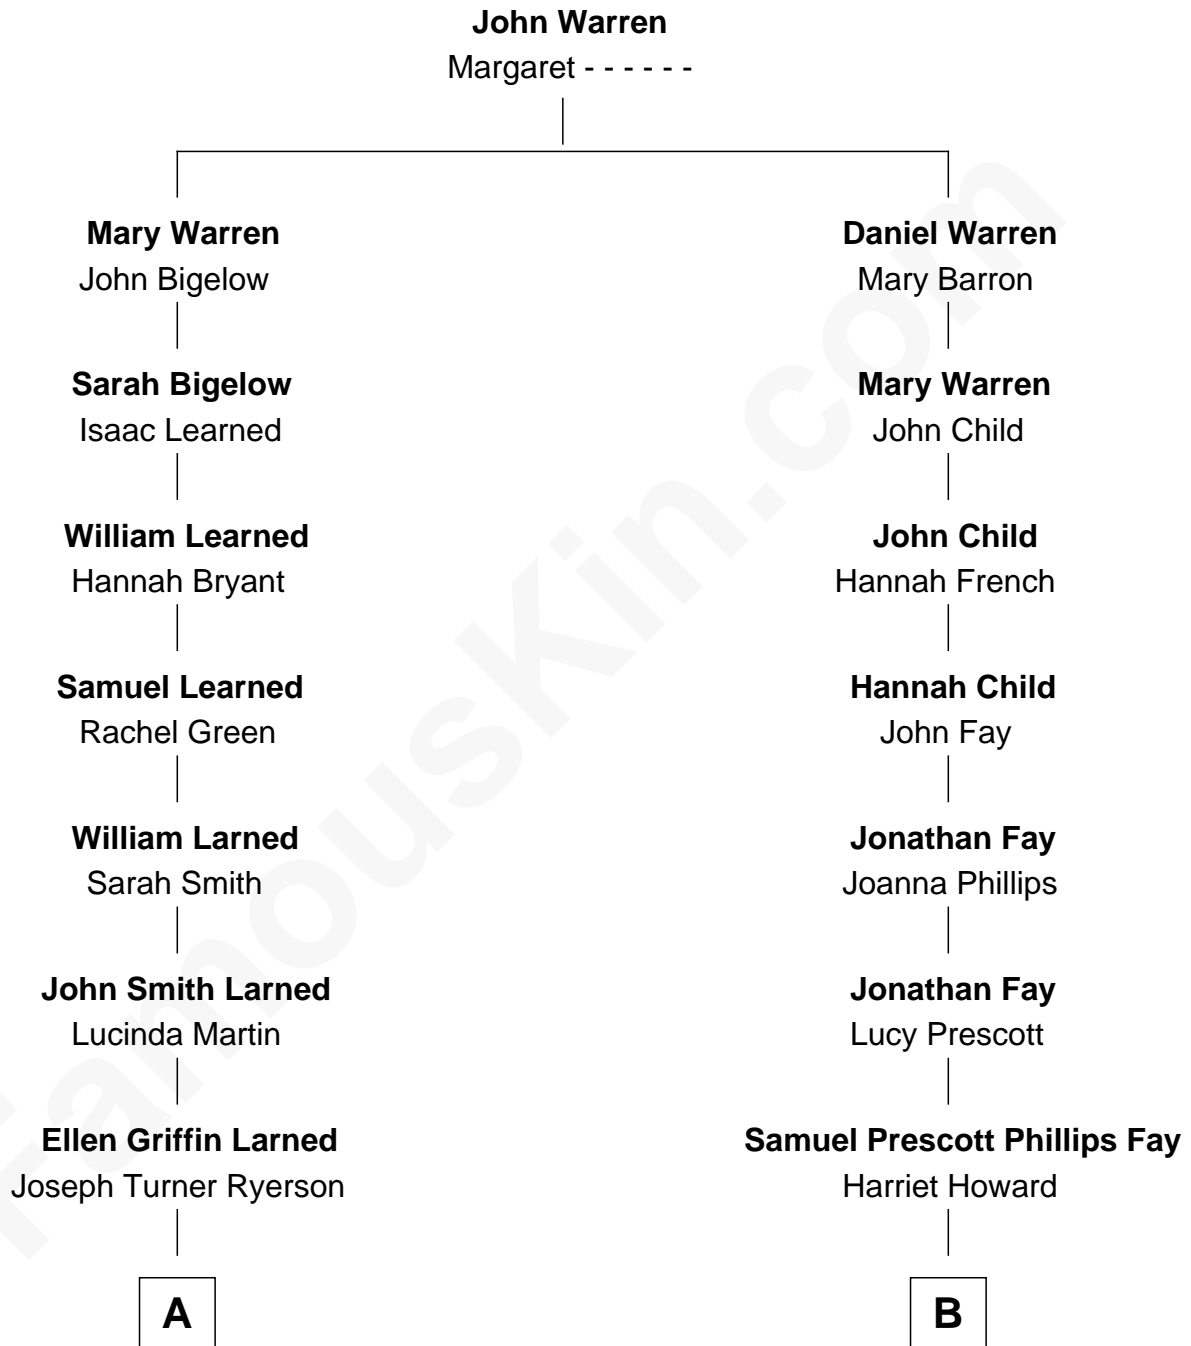 John Warren
Margaret - - - - - -
Mary Warren
John Bigelow
Daniel Warren
Mary Barron
Sarah Bigelow
Isaac Learned
Mary Warren
John Child
William Learned
Hannah Bryant
John Child
Hannah French
Samuel Learned
Rachel Green
Hannah Child
John Fay
William Larned
Sarah Smith
Jonathan Fay
Joanna Phillips
John Smith Larned
Lucinda Martin
Jonathan Fay
Lucy Prescott
Ellen Griffin Larned
Joseph Turner Ryerson
Samuel Prescott Phillips Fay
Harriet Howard
A
B
FamousKin.com